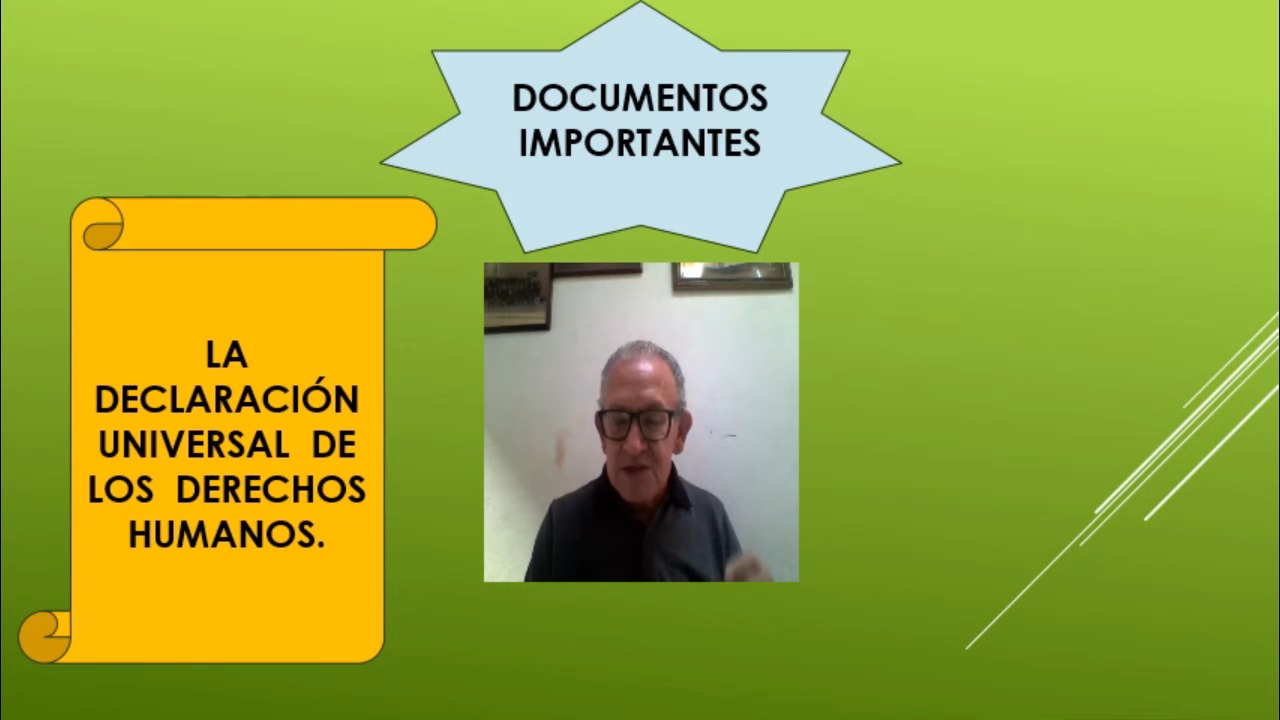 DOCUMENTOS
IMPORTANTES
LA
DECLARACIÓN
UNIVERSAL DE
LOS DERECHOS
HUMANOS.